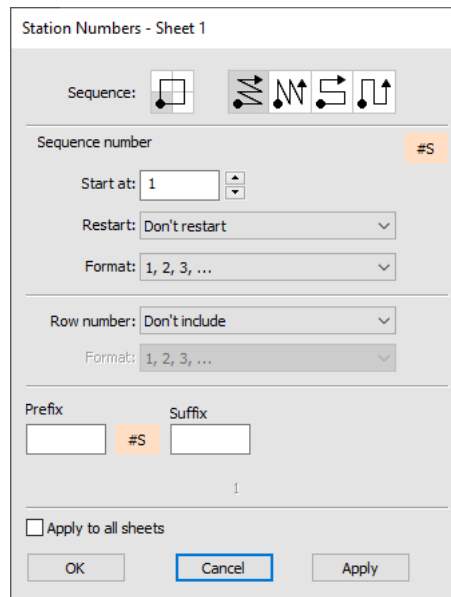 Station Numbers - Sheet 1
Sequence:
Sequence number
#S
Start at: 1
Restart: Don't restart
Format: 1, 2, 3, ...
Row number: Don't include
Format: 1, 2, 3, ...
Prefix Suffix
#S
1
Apply to all sheets
OK Cancel Apply